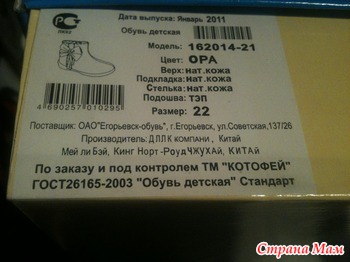 Дата выпуска: Январь 2011
Обувь детская
ЛК02
Модель: 162014-21
Цвет: ОРА
Верх: нат.кожа
Подкладка: нат.кожа
Стелька: нат.кожа
Подошва: ТЭП
Размер: 22
4690257010295
Поставщик: ОАО"Егорьевск-обувь", г.Егорьевск, ул.Советская,137/26
Производитель: ДЛЛК компани , Китай
Мей ли Бэй, Кинг Норт-Роуд ЧЖУХАЙ, КИТАЙ
По заказу и под контролем ТМ "КОТОФЕЙ"
ГОСТ26165-2003 "Обувь детская" Стандарт
Страна Мам